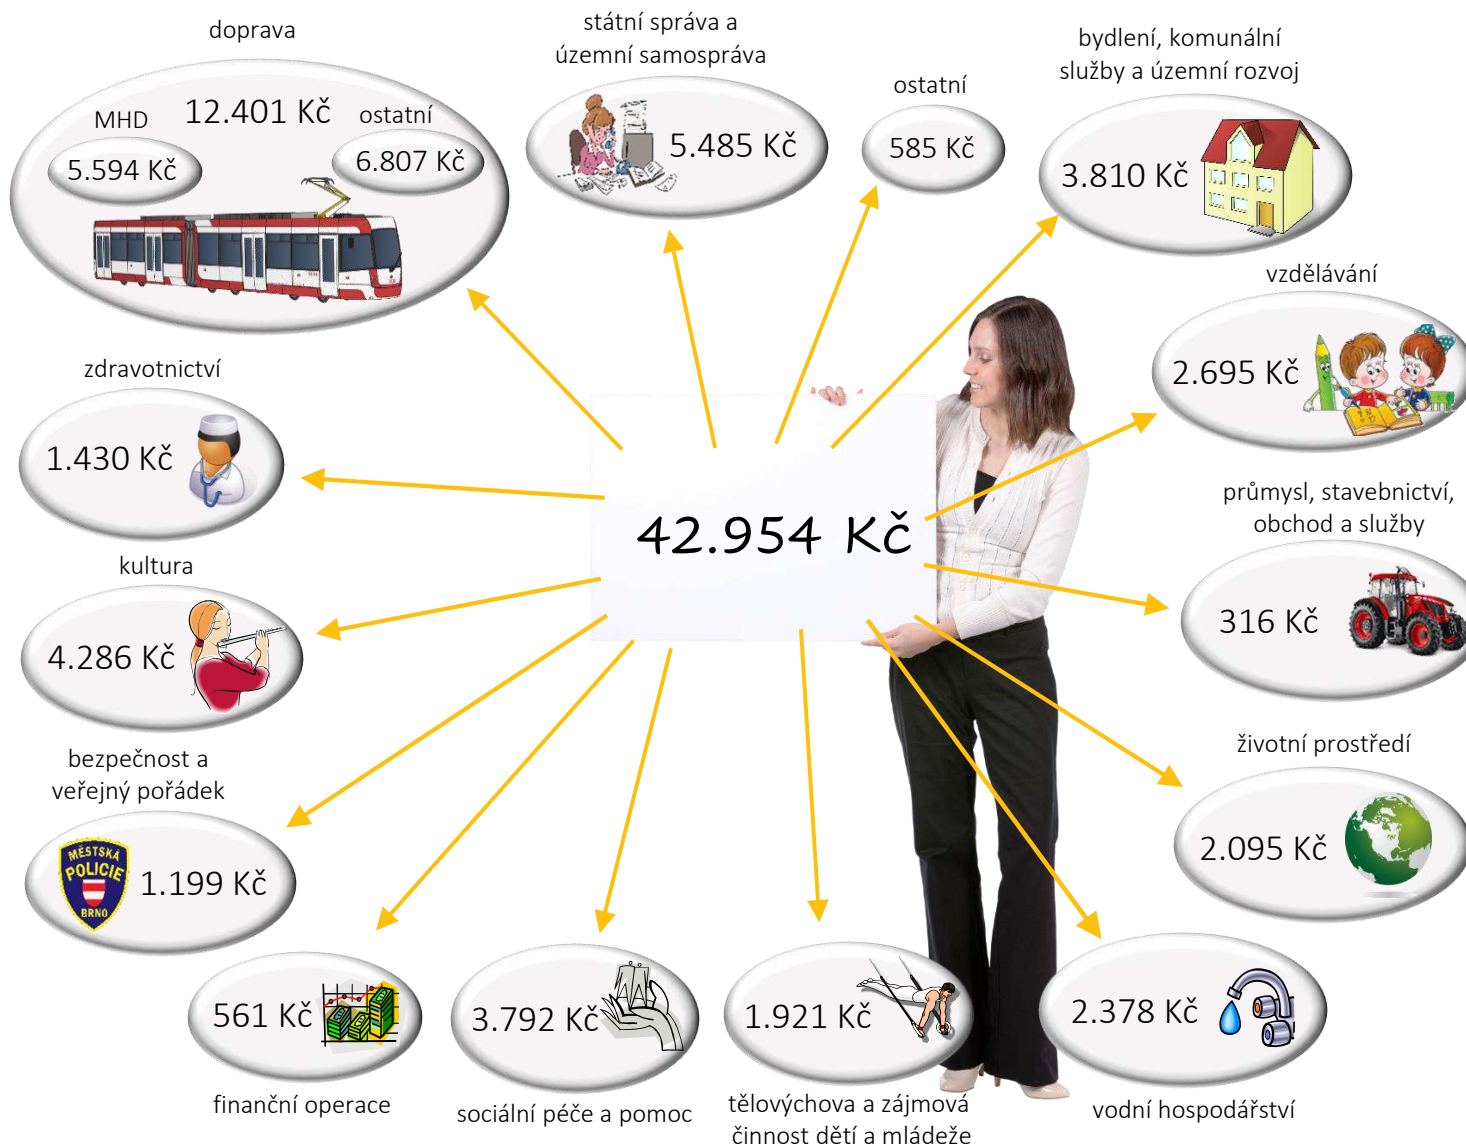 doprava
MHD
12.401 Kč
ostatní
5.594 Kč
6.807 Kč
státní správa a
územní samospráva
5.485 Kč
ostatní
585 Kč
bydlení, komunální
služby a územní rozvoj
3.810 Kč
vzdělávání
2.695 Kč
zdravotnictví
1.430 Kč
průmysl, stavebnictví,
obchod a služby
316 Kč
42.954 Kč
kultura
4.286 Kč
životní prostředí
2.095 Kč
bezpečnost a
veřejný pořádek
MĚSTSKÁ
POLICIE
BRNO
1.199 Kč
561 Kč
finanční operace
3.792 Kč
sociální péče a pomoc
1.921 Kč
tělovýchova a zájmová
činnost dětí a mládeže
2.378 Kč
vodní hospodářství